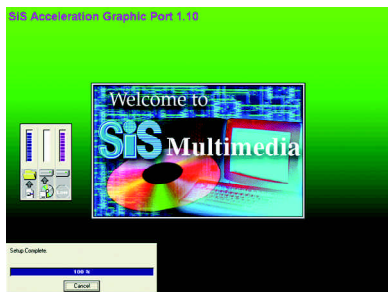 SiS Acceleration Graphic Port 1.10
Welcome to
SiS Multimedia
Setup Complete.
100 %
Cancel